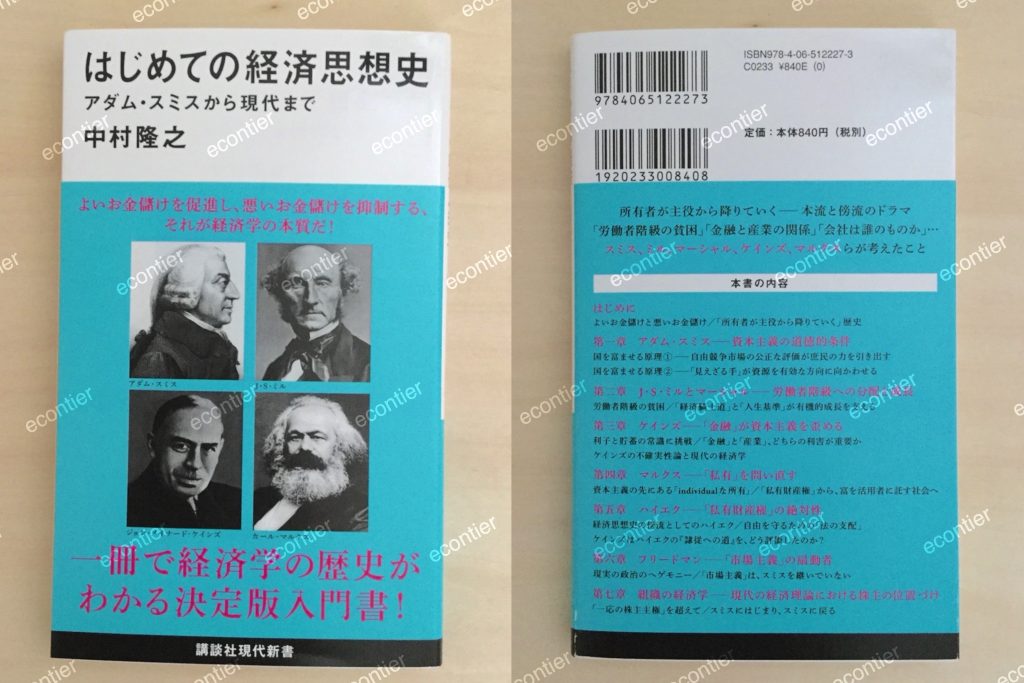 はじめての経済思想史
アダム・スミスから現代まで
中村隆之
よいお金儲けを促進し、悪いお金儲けを抑制する、
それが経済学の本質だ!
アダム・スミス
J・S・ミル
ジョン・メイナード・ケインズ
カール・マルクス
一冊で経済学の歴史が
わかる決定版入門書!
講談社現代新書
ISBN978-4-06-512227-3
C0233 ¥840E (0)
9784065122273
定価:本体840円(税別)
1920233008408
所有者が主役から降りていく——本流と傍流のドラマ
「労働者階級の貧困」「金融と産業の関係」「会社は誰のものか」…
スミス、ミル、マーシャル、ケインズ、マルクスらが考えたこと
本書の内容
はじめに
よいお金儲けと悪いお金儲け/「所有者が主役から降りていく」歴史
第一章 アダム・スミス——資本主義の道徳的条件
国を富ませる原理①——自由競争市場の公正な評価が庶民の力を引き出す
国を富ませる原理②——「見えざる手」が資源を有効な方向に向かわせる
第二章 J・S・ミルとマーシャル——労働者階級への分配と成長
労働者階級の貧困/「経済騎士道」と「人生基準」が有機的成長を支える
第三章 ケインズ——「金融」が資本主義を歪める
利子と貯蓄の常識に挑戦/「金融」と「産業」、どちらの利害が重要か
ケインズの不確実性論と現代の経済学
第四章 マルクス——「私有」を問い直す
資本主義の先にある「individualな所有」/「私有財産権」から、富を活用者に託す社会へ
第五章 ハイエク——「私有財産権」の絶対性
経済思想史の傍流としてのハイエク/自由を守るための「法の支配」
ケインズはハイエクの『隷従への道』を、どう評価したのか?
第六章 フリードマン——「市場主義」の扇動者
現実の政治のヘゲモニー/「市場主義」は、スミスを継いでいない
第七章 組織の経済学——現代の経済理論における株主の位置づけ
「一応の株主主権」を超えて/スミスにはじまり、スミスに戻る
econtier